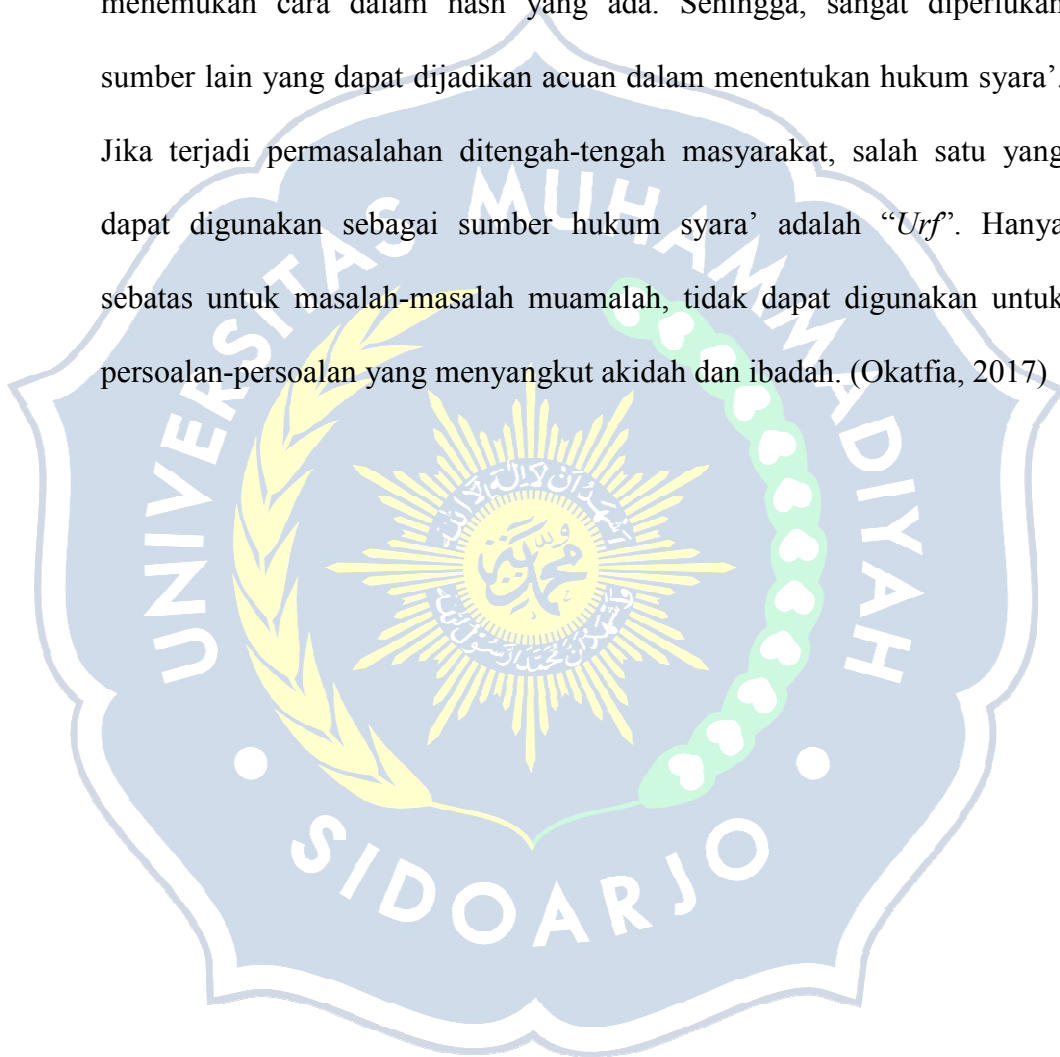 menemukan cara dalam nash yang ada. Sehingga, sangat diperlukan
sumber lain yang dapat dijadikan acuan dalam menentukan hukum syara’.
Jika terjadi permasalahan ditengah-tengah masyarakat, salah satu yang
dapat digunakan sebagai sumber hukum syara’ adalah “Urf”. Hanya
sebatas untuk masalah-masalah muamalah, tidak dapat digunakan untuk
persoalan-persoalan yang menyangkut akidah dan ibadah. (Okatfia, 2017)
UNIVERSITAS MUHAMMADIYAH
SIDOARJO
محمد